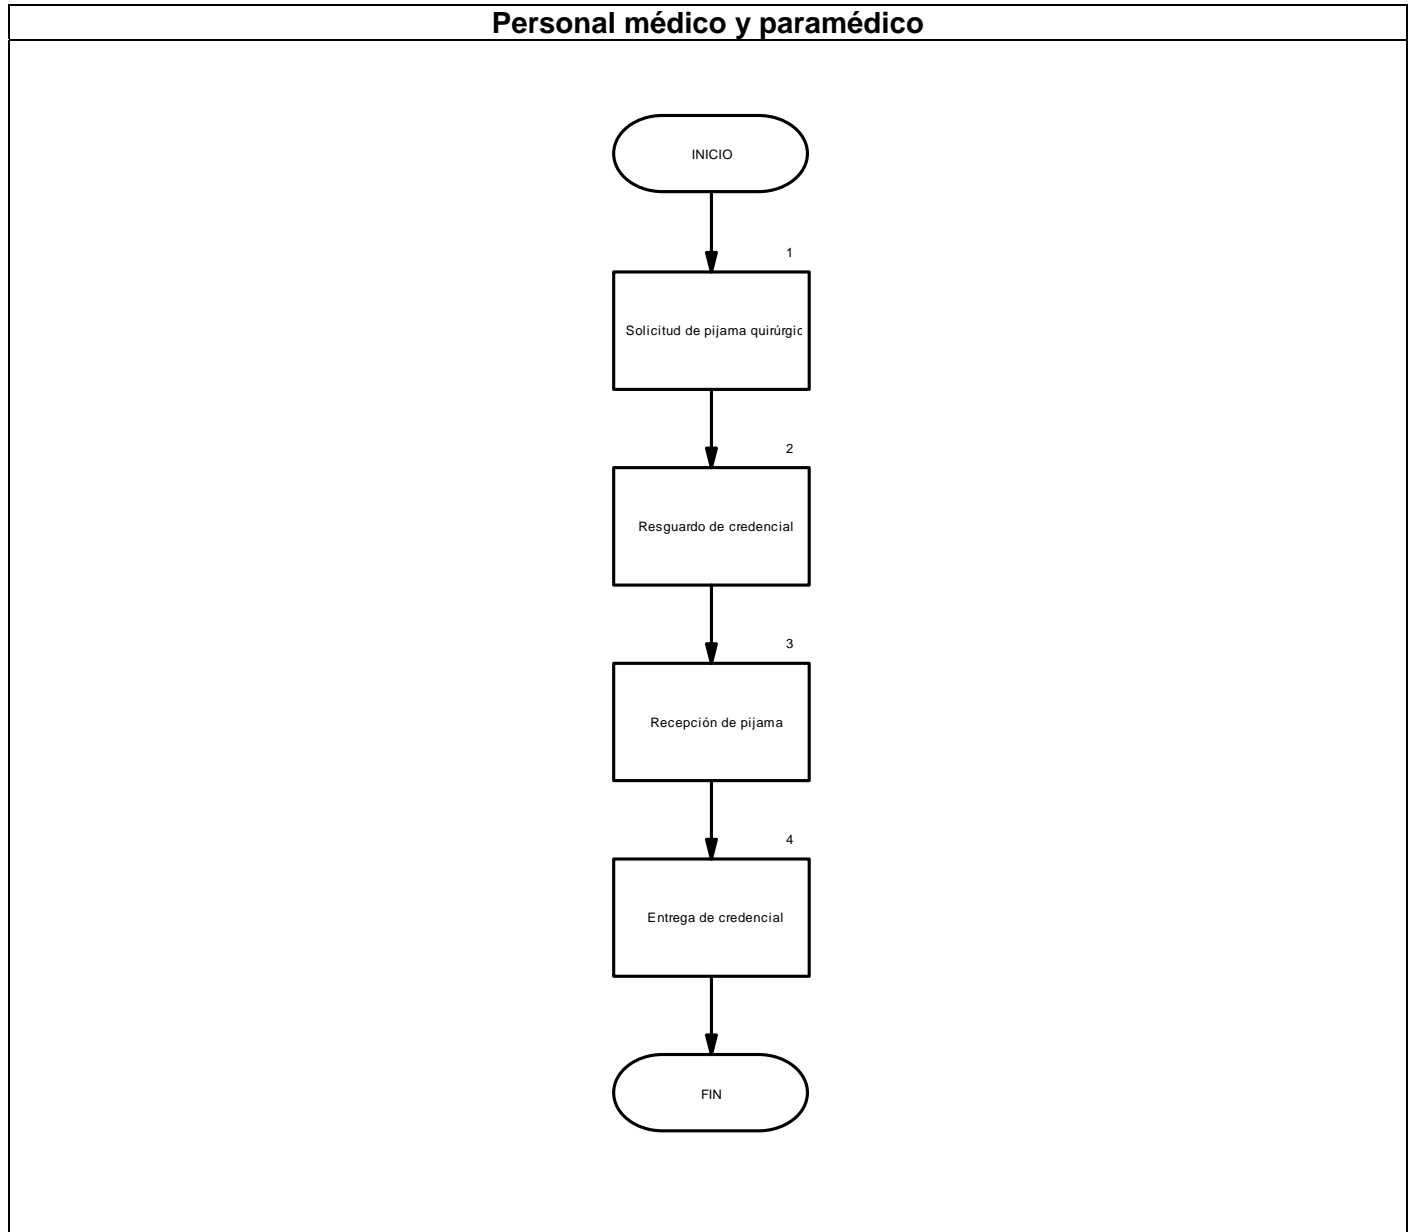 Personal médico y paramédico
INICIO
1
Solicitud de pijama quirúrgic
2
Resguardo de credencial
3
Recepción de pijama
4
Entrega de credencial
FIN